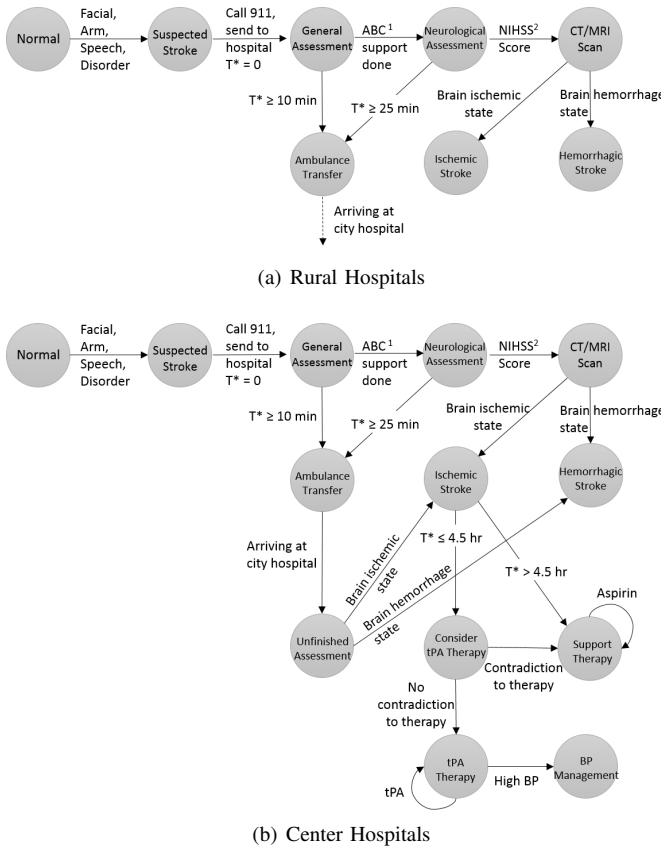 Normal
Facial,
Arm,
Speech,
Disorder
Suspected
Stroke
Call 911,
send to
hospital
T* = 0
General
Assessment
ABC¹
support
done
Neurological
Assessment
NIHSS²
Score
CT/MRI
Scan
T* ≥ 10 min
T* ≥ 25 min
Brain ischemic
state
Brain hemorrhage
state
Ambulance
Transfer
Ischemic
Stroke
Hemorrhagic
Stroke
Arriving at
city hospital
(a) Rural Hospitals
Normal
Facial,
Arm,
Speech,
Disorder
Suspected
Stroke
Call 911,
send to
hospital
T* = 0
General
Assessment
ABC¹
support
done
Neurological
Assessment
NIHSS²
Score
CT/MRI
Scan
T* ≥ 10 min
T* ≥ 25 min
Brain ischemic
state
Brain hemorrhage
state
Ambulance
Transfer
Ischemic
Stroke
Hemorrhagic
Stroke
Arriving at
city hospital
Brain ischemic
state
Brain hemorrhage
state
T* ≤ 4.5 hr
T* > 4.5 hr
Aspirin
Unfinished
Assessment
Consider
tPA Therapy
Contradiction
to therapy
Support
Therapy
No
contradiction
to therapy
tPA
Therapy
tPA
High BP
BP
Management
(b) Center Hospitals